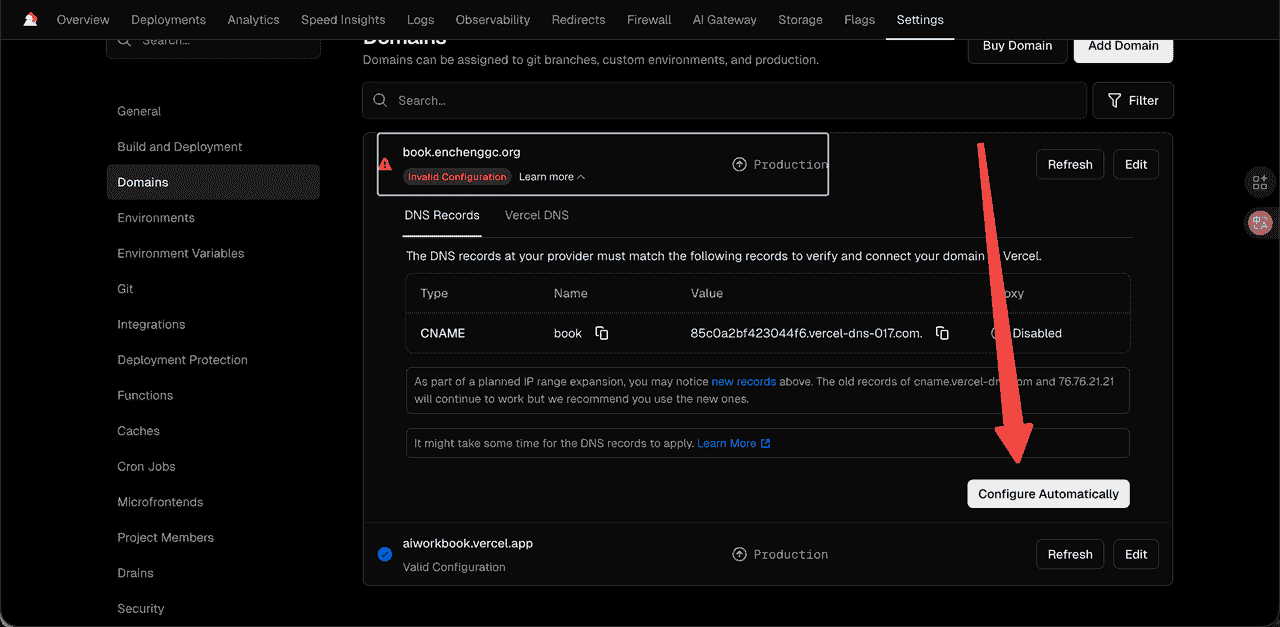 Overview Deployments Analytics Speed Insights Logs Observability Redirects Firewall AI Gateway Storage Flags Settings
Search...
General
Build and Deployment
Domains
Environments
Environment Variables
Git
Integrations
Deployment Protection
Functions
Caches
Cron Jobs
Microfrontends
Project Members
Drains
Security
Domains
Domains can be assigned to git branches, custom environments, and production.
Buy Domain Add Domain
Search... Filter
book.enchenggc.org
Invalid Configuration Learn more
Production Refresh Edit
DNS Records Vercel DNS
The DNS records at your provider must match the following records to verify and connect your domain Vercel.
Type Name Value
CNAME book 85c0a2bf423044f6.vercel-dns-017.com. Disabled
As part of a planned IP range expansion, you may notice new records above. The old records of and 76.76.21.21
will continue to work but we recommend you use the new ones.
It might take some time for the DNS records to apply. Learn More
Configure Automatically
aiworkbook.vercel.app
Valid Configuration
Production Refresh Edit